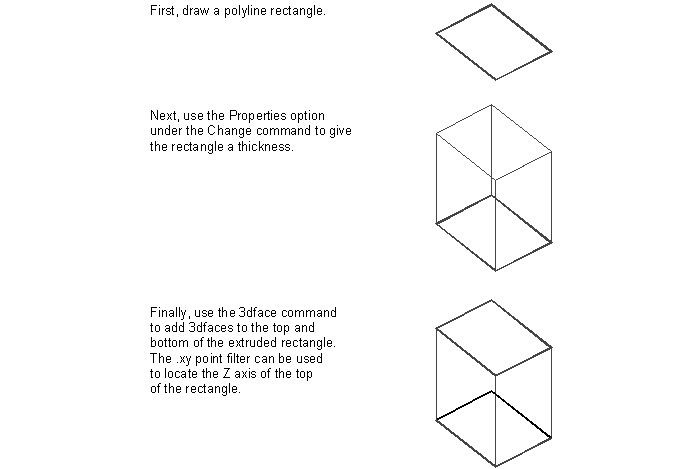 First, draw a polyline rectangle.
Next, use the Properties option
under the Change command to give
the rectangle a thickness.
Finally, use the 3dface command
to add 3dfaces to the top and
bottom of the extruded rectangle.
The .xy point filter can be used
to locate the Z axis of the top
of the rectangle.